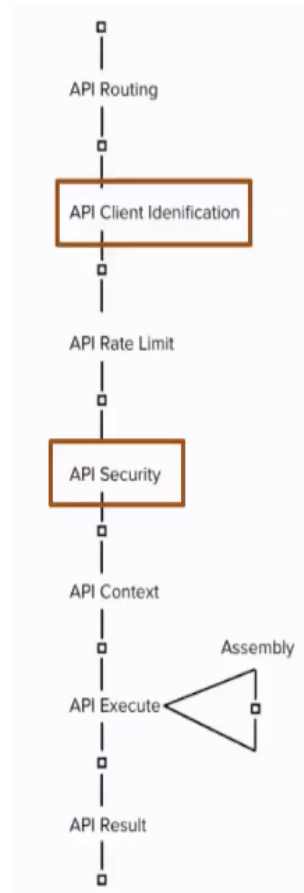 API Routing
API Client Idenification
API Rate Limit
API Security
API Context
Assembly
API Execute
API Result